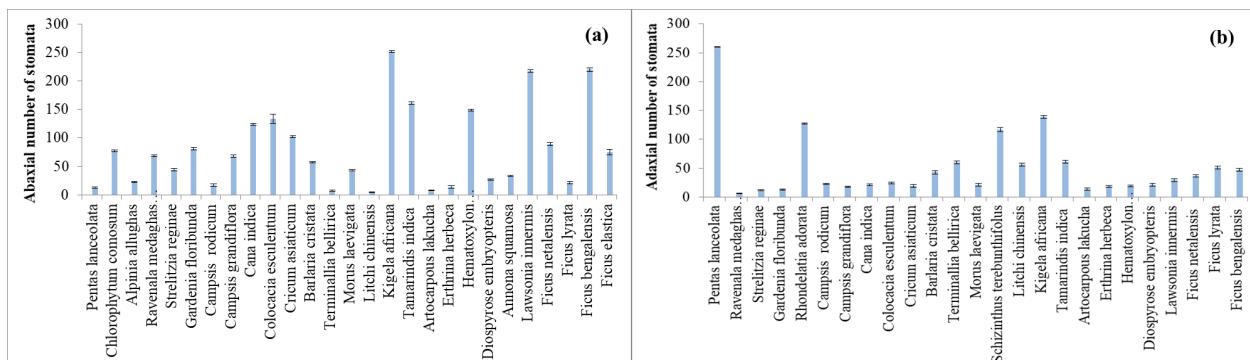 Abaxial number of stomata
300
250
200
150
100
50
0
(a)
Pentas lanceolata
Chlorophytum comosum
Alpinia alhughas
Ravenala medaghas…
Strelitzia reginae
Gardenia floribunda
Campsis rodicum
Campsis grandiflora
Cana indica
Colocacia esculentum
Cricum asiaticum
Barlaria cristata
Terminallia bellirica
Morus laevigata
Litchi chinensis
Kigela africana
Tamarindis indica
Artocarpous lakucha
Erthrina herbeca
Hematoxylon…
Diospyrose embryopteris
Annona squamosa
Lawsonia innermis
Ficus netalensis
Ficus lyrata
Ficus bengalensis
Ficus elastica
Adaxial number of stomata
300
250
200
150
100
50
0
(b)
Pentas lanceolata
Ravenala medaghas…
Strelitzia reginae
Gardenia floribunda
Rhondelatia adorata
Campsis rodicum
Campsis grandiflora
Cana indica
Colocacia esculentum
Cricum asiaticum
Barlaria cristata
Terminallia bellirica
Morus laevigata
Schizinthus terebuthifolus
Litchi chinensis
Kigela africana
Tamarindis indica
Artocarpous lakucha
Erthrina herbeca
Hematoxylon…
Diospyrose embryopteris
Lawsonia innermis
Ficus netalensis
Ficus lyrata
Ficus bengalensis